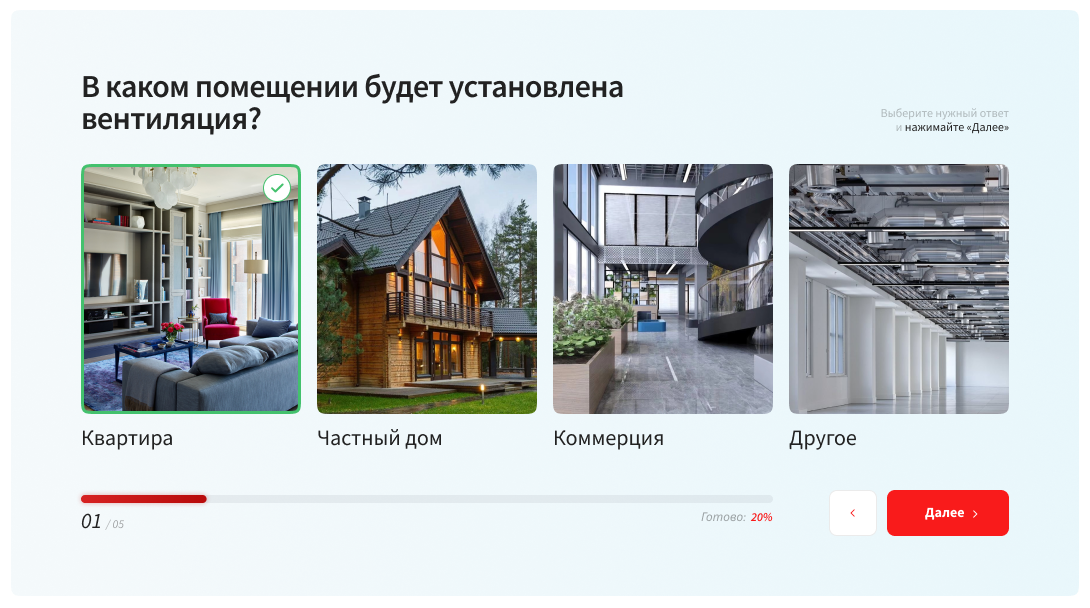 В каком помещении будет установлена
вентиляция?
Выберите нужный ответ
и нажимайте «Далее»
Квартира
Частный дом
Коммерция
Другое
01 / 05
Готово: 20%
Далее